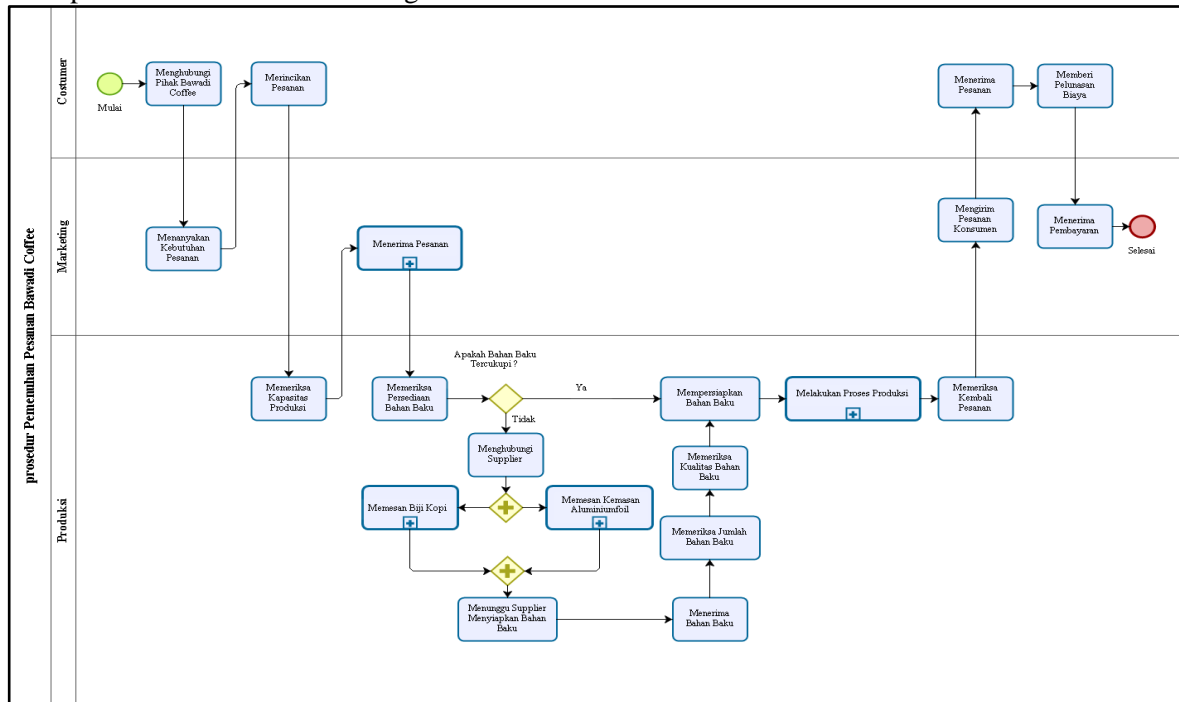 prosedur Pemenuhan Pesanan Bawadi Coffee
Costumer
Mulai
Menghubungi
Pihak Bawadi
Coffee
Merincikan
Pesanan
Menerima
Pesanan
Memberi
Pelunasan
Biaya
Marketing
Menanyakan
Kebutuhan
Pesanan
Menerima Pesanan
Mengirim
Pesanan
Konsumen
Menerima
Pembayaran
Selesai
Produksi
Memeriksa
Kapasitas
Produksi
Memeriksa
Persediaan
Bahan Baku
Apakah Bahan Baku
Tercukupi ?
Ya
Tidak
Mempersiapkan
Bahan Baku
Melakukan Proses Produksi
Memeriksa
Kembali
Pesanan
Menghubungi
Supplier
Memesan Biji Kopi
Memesan Kemasan
Aluminiumfoil
Menunggu Supplier
Menyiapkan Bahan
Baku
Menerima
Bahan Baku
Memeriksa Jumlah
Bahan Baku
Memeriksa
Kualitas Bahan
Baku